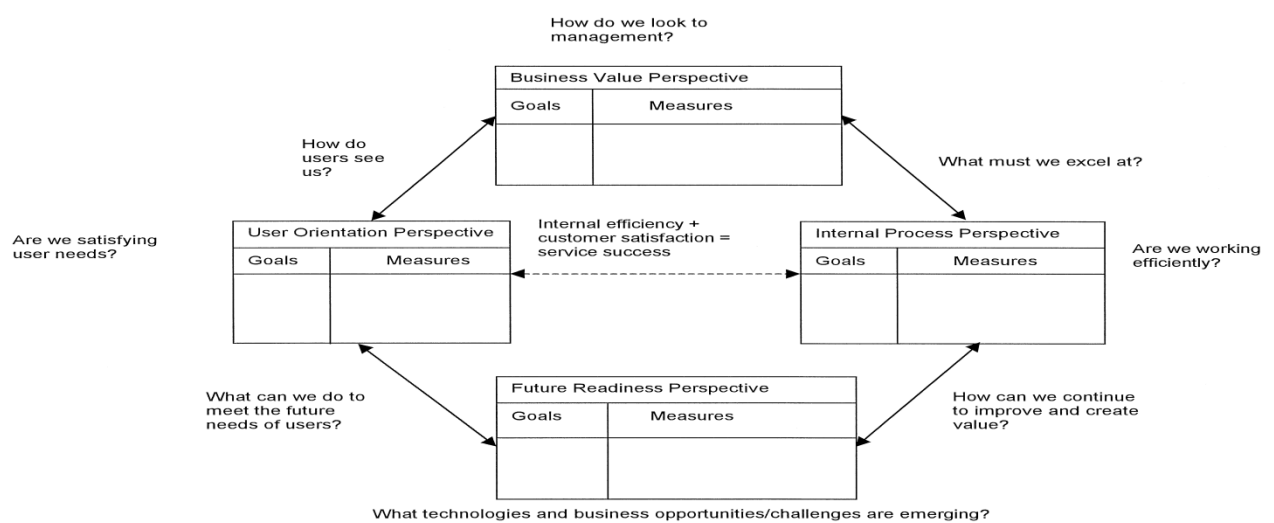 How do we look to
management?
Business Value Perspective
Goals Measures
How do
users see
us?
What must we excel at?
User Orientation Perspective
Goals Measures
Internal efficiency +
customer satisfaction =
service success
Internal Process Perspective
Goals Measures
Are we satisfying
user needs?
Are we working
efficiently?
Future Readiness Perspective
Goals Measures
What can we do to
meet the future
needs of users?
How can we continue
to improve and create
value?
What technologies and business opportunities/challenges are emerging?